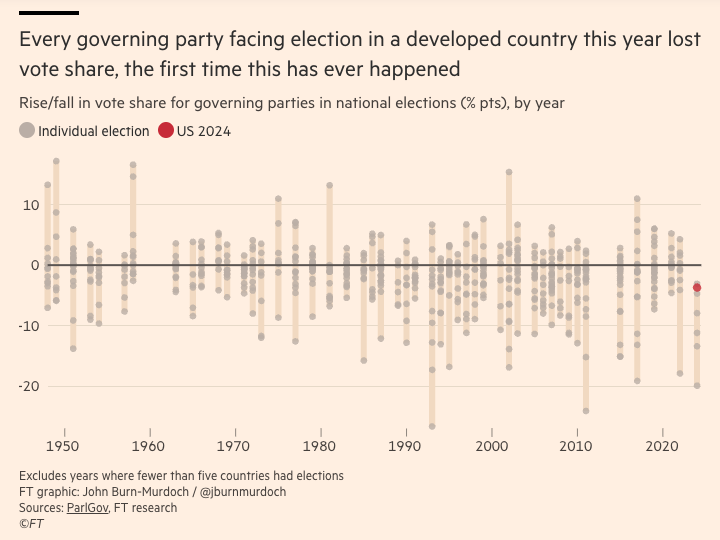 Every governing party facing election in a developed country this year lost
vote share, the first time this has ever happened
Rise/fall in vote share for governing parties in national elections (% pts), by year
Individual election US 2024
10
0
-10
-20
1950 1960 1970 1980 1990 2000 2010 2020
Excludes years where fewer than five countries had elections
FT graphic: John Burn-Murdoch / @jburnmurdoch
Sources: ParlGov, FT research
©FT